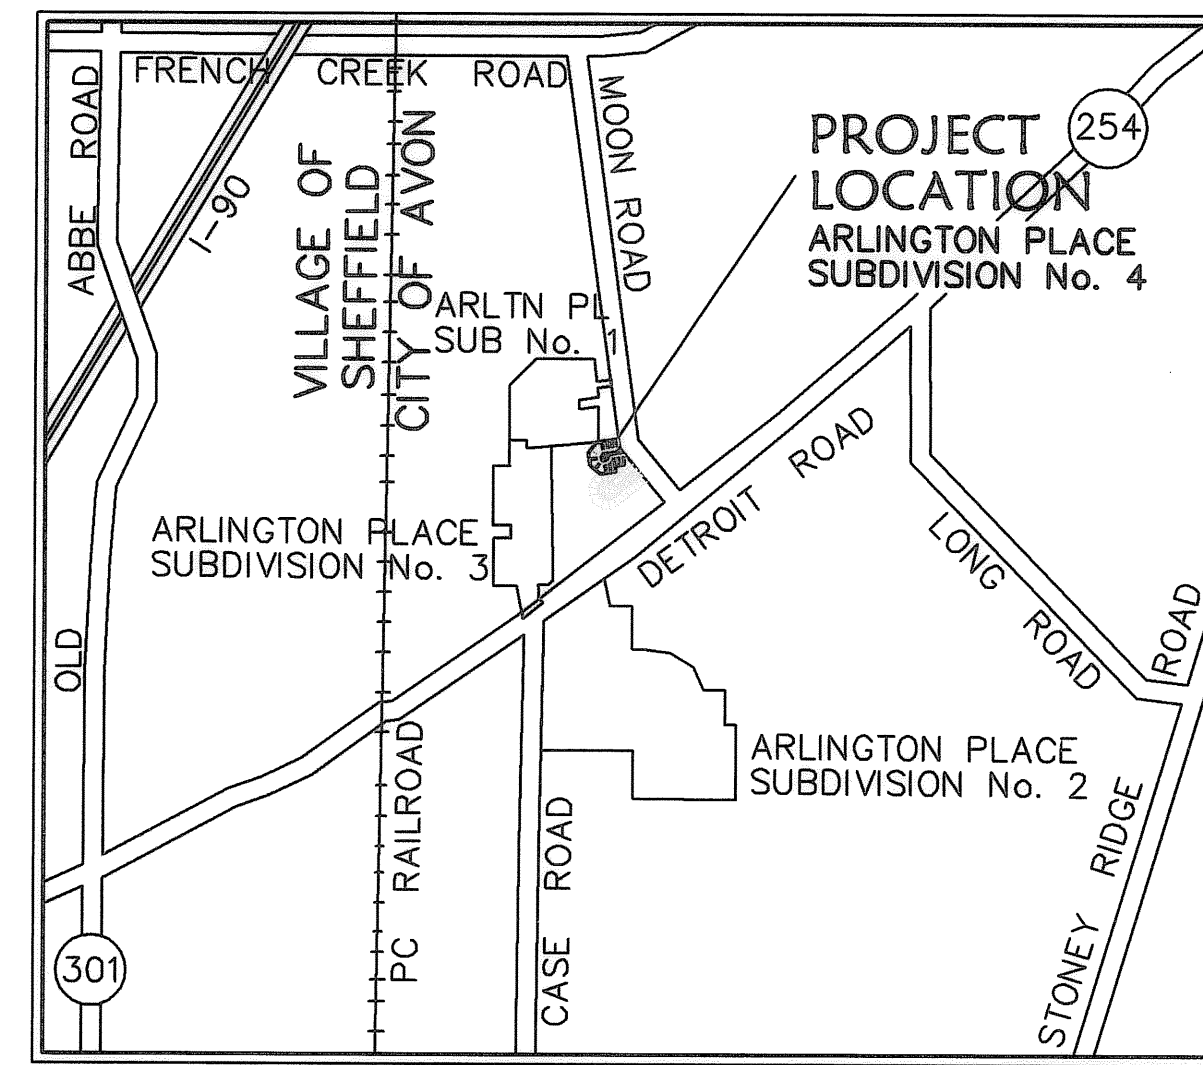 FRENCH CREEK ROAD
MOON ROAD
254
PROJECT
LOCATION
ARLINGTON PLACE
SUBDIVISION No. 4
OLD ABBE ROAD
I-90
VILLAGE OF
SHEFFIELD
CITY OF AVON
ARLTN PL
SUB No. 1
DETROIT ROAD
LONG ROAD
ARLINGTON PLACE
SUBDIVISION No. 3
ARLINGTON PLACE
SUBDIVISION No. 2
PC RAILROAD
CASE ROAD
STONEY RIDGE ROAD
301